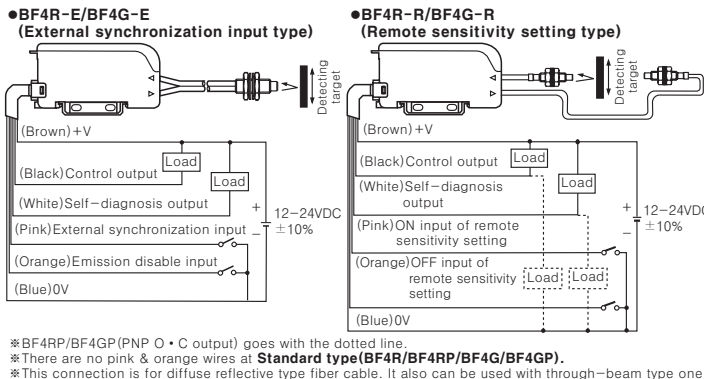 ●BF4R-E/BF4G-E
(External synchronization input type)
Detecting
target
(Brown)+V
Load
(Black)Control output
Load
(White)Self-diagnosis
output
(Pink)External synchronization input
(Orange)Emission disable input
(Blue)0V
+
12-24VDC
-
±10%
●BF4R-R/BF4G-R
(Remote sensitivity setting type)
Detecting
target
(Brown)+V
(Black)Control output
Load
(White)Self-diagnosis
output
Load
(Pink)ON input of remote
sensitivity setting
(Orange)OFF input of
remote sensitivity
setting
Load
Load
(Blue)0V
+
12-24VDC
-
±10%
※BF4RP/BF4GP(PNP O•C output) goes with the dotted line.
※There are no pink & orange wires at Standard type(BF4R/BF4RP/BF4G/BF4GP).
※This connection is for diffuse reflective type fiber cable. It also can be used with through-beam type one